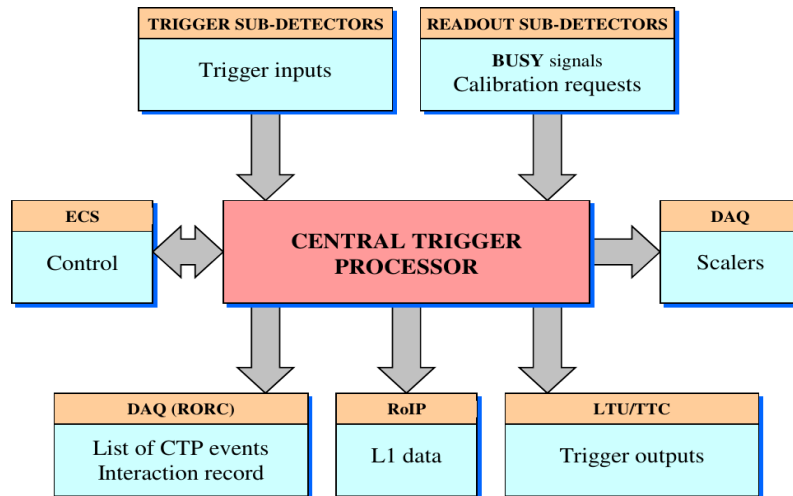 TRIGGER SUB-DETECTORS
Trigger inputs
READOUT SUB-DETECTORS
BUSY signals
Calibration requests
ECS
Control
CENTRAL TRIGGER
PROCESSOR
DAQ
Scalers
DAQ (RORC)
List of CTP events
Interaction record
RoIP
L1 data
LTU/TTC
Trigger outputs